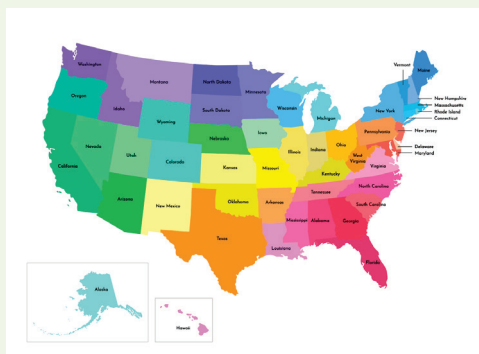 Washington
Oregon
California
Nevada
Idaho
Montana
Wyoming
Utah
Colorado
Arizona
New Mexico
North Dakota
South Dakota
Nebraska
Kansas
Oklahoma
Texas
Minnesota
Iowa
Missouri
Arkansas
Louisiana
Wisconsin
Illinois
Michigan
Indiana
Ohio
Kentucky
Tennessee
Mississippi
Alabama
Georgia
Florida
South Carolina
North Carolina
Virginia
West
Virginia
Pennsylvania
New York
Vermont
Maine
New Hampshire
Massachusetts
Rhode Island
Connecticut
New Jersey
Delaware
Maryland
Alaska